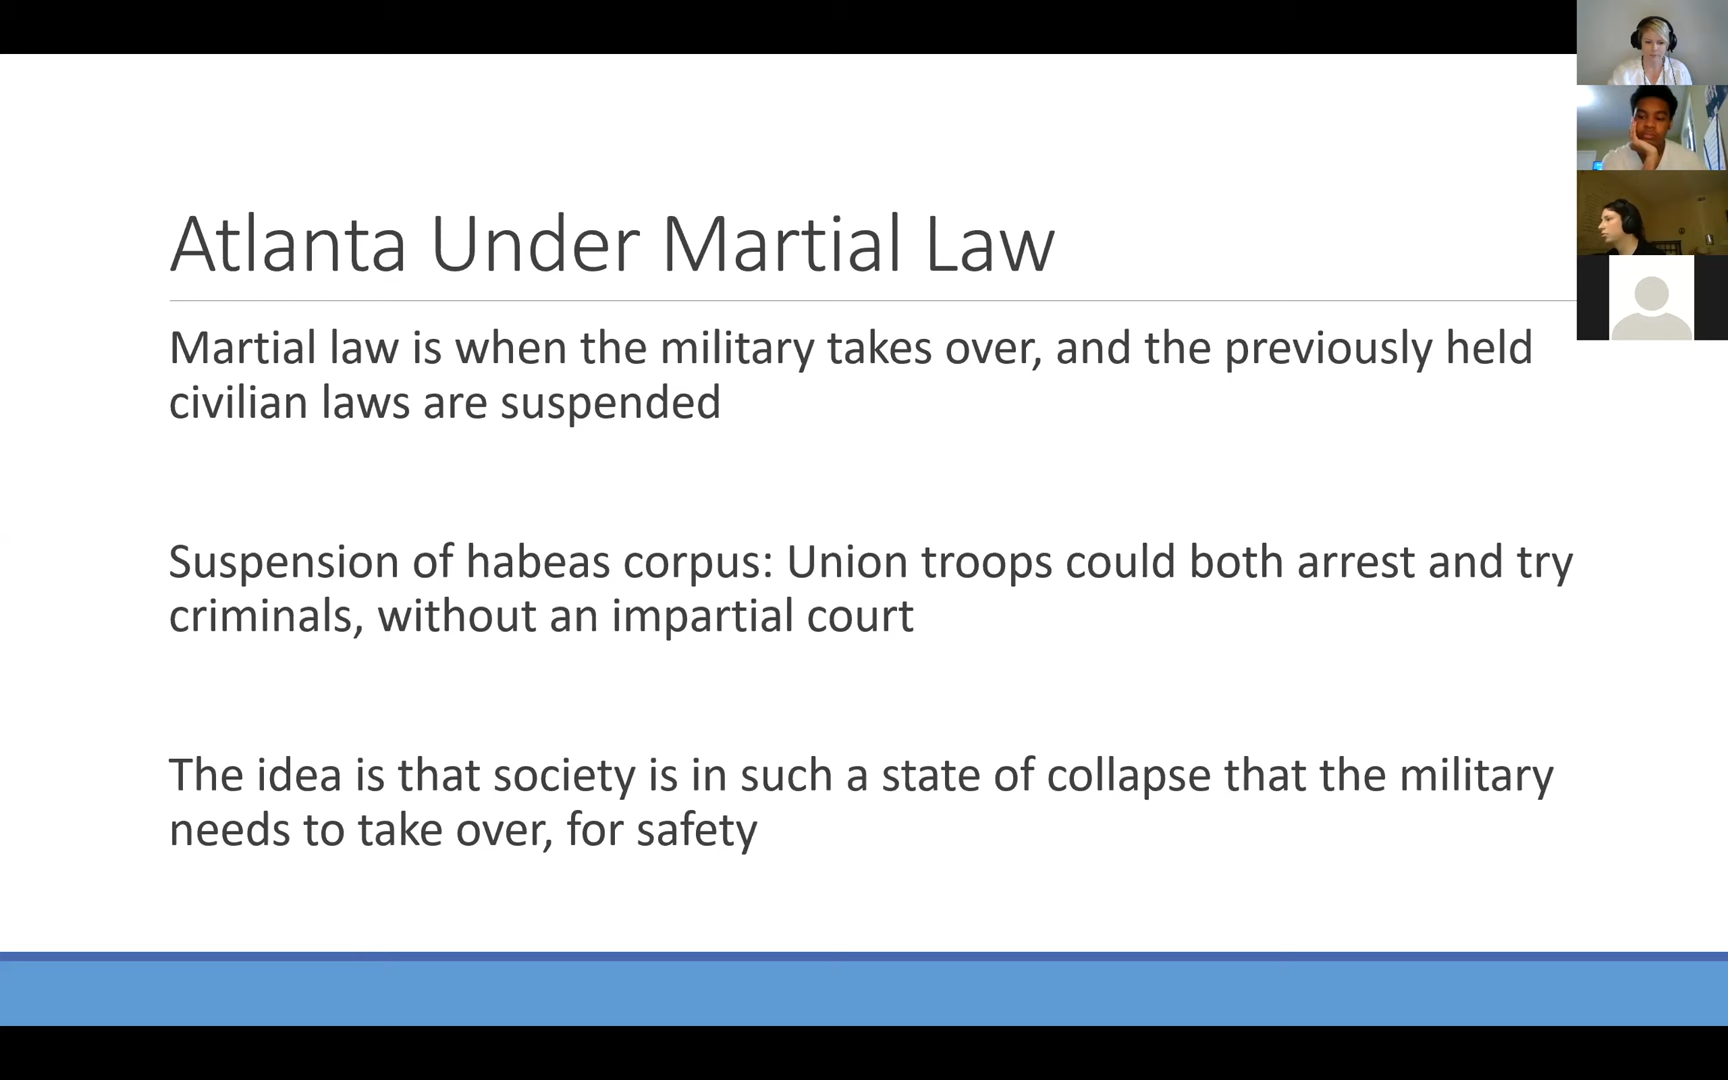 Atlanta Under Martial Law
Martial law is when the military takes over, and the previously held
civilian laws are suspended
Suspension of habeas corpus: Union troops could both arrest and try
criminals, without an impartial court
The idea is that society is in such a state of collapse that the military
needs to take over, for safety